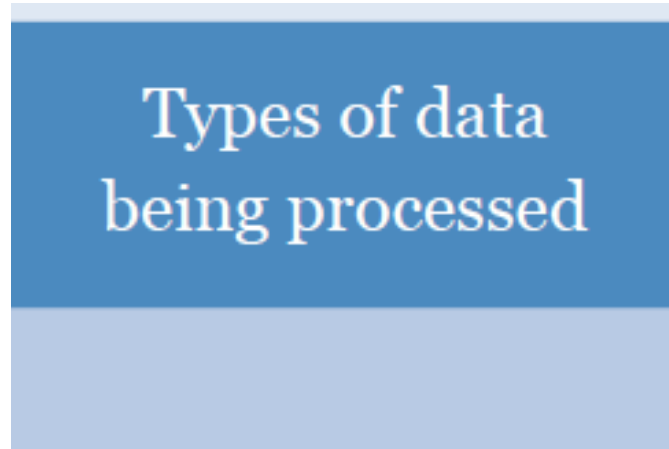 Types of data
being processed